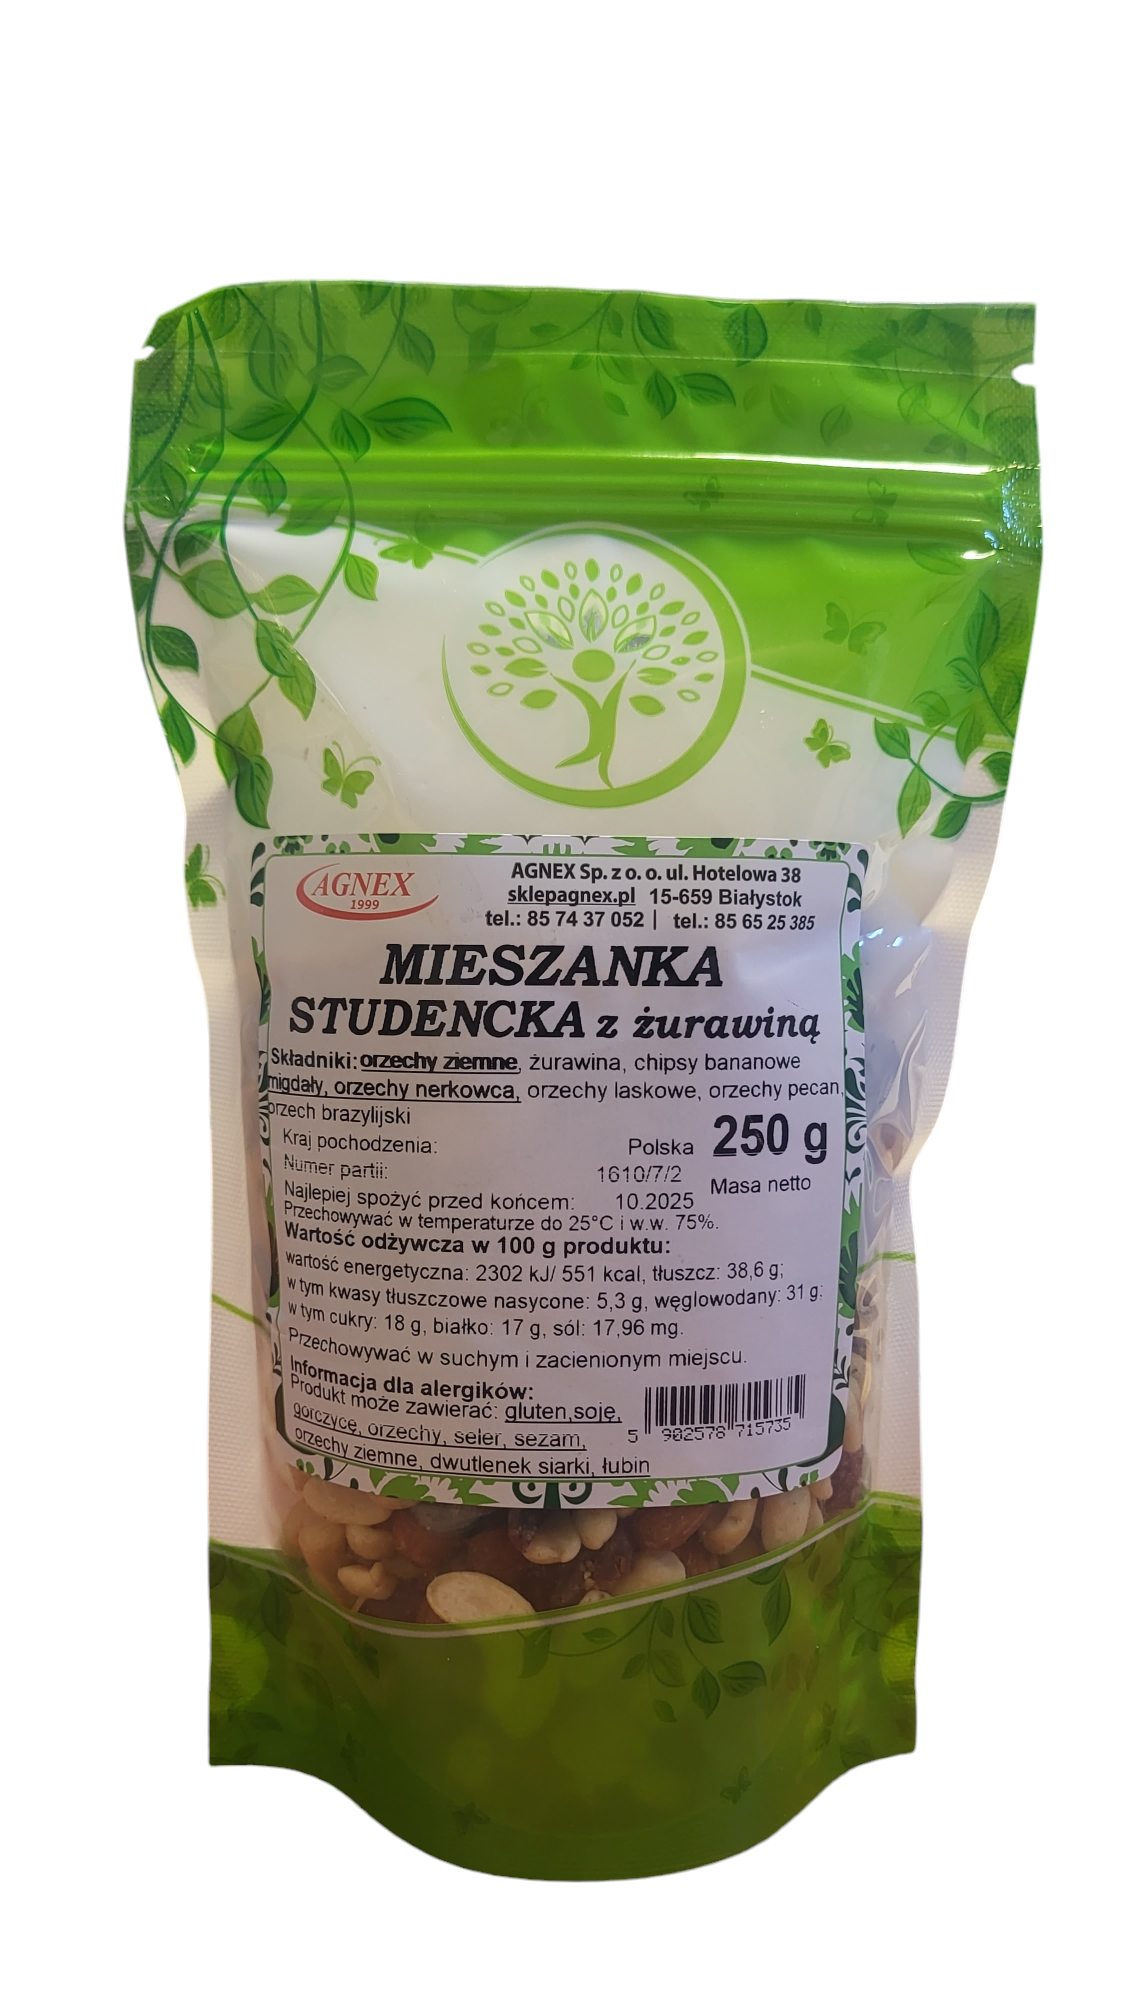 AGNEX
1999
AGNEX Sp. z o. o. ul. Hotelowa 38
sklepagnex.pl 15-659 Białystok
tel.: 85 74 37 052 | tel.: 85 65 25 385
MIESZANKA
STUDENCKA z żurawiną
Składniki: orzechy ziemne, żurawina, chipsy bananowe
migdały, orzechy nerkowca, orzechy laskowe, orzechy pecan,
orzech brazylijski
250 g
Kraj pochodzenia: Polska
Numer partii: 1610/7/2
Masa netto
Najlepiej spożyć przed końcem: 10.2025
Przechowywać w temperaturze do 25°C i w.w. 75%.
Wartość odżywcza w 100 g produktu:
wartość energetyczna: 2302 kJ/ 551 kcal, tłuszcz: 38,6 g;
w tym kwasy tłuszczowe nasycone: 5,3 g, węglowodany: 31 g;
w tym cukry: 18 g, białko: 17 g, sól: 17,96 mg.
Przechowywać w suchym i zacienionym miejscu.
Informacja dla alergików:
Produkt może zawierać: gluten,soję,
gorczycę, orzechy, seler, sezam,
orzechy ziemne, dwutlenek siarki, łubin
5 902578 715735